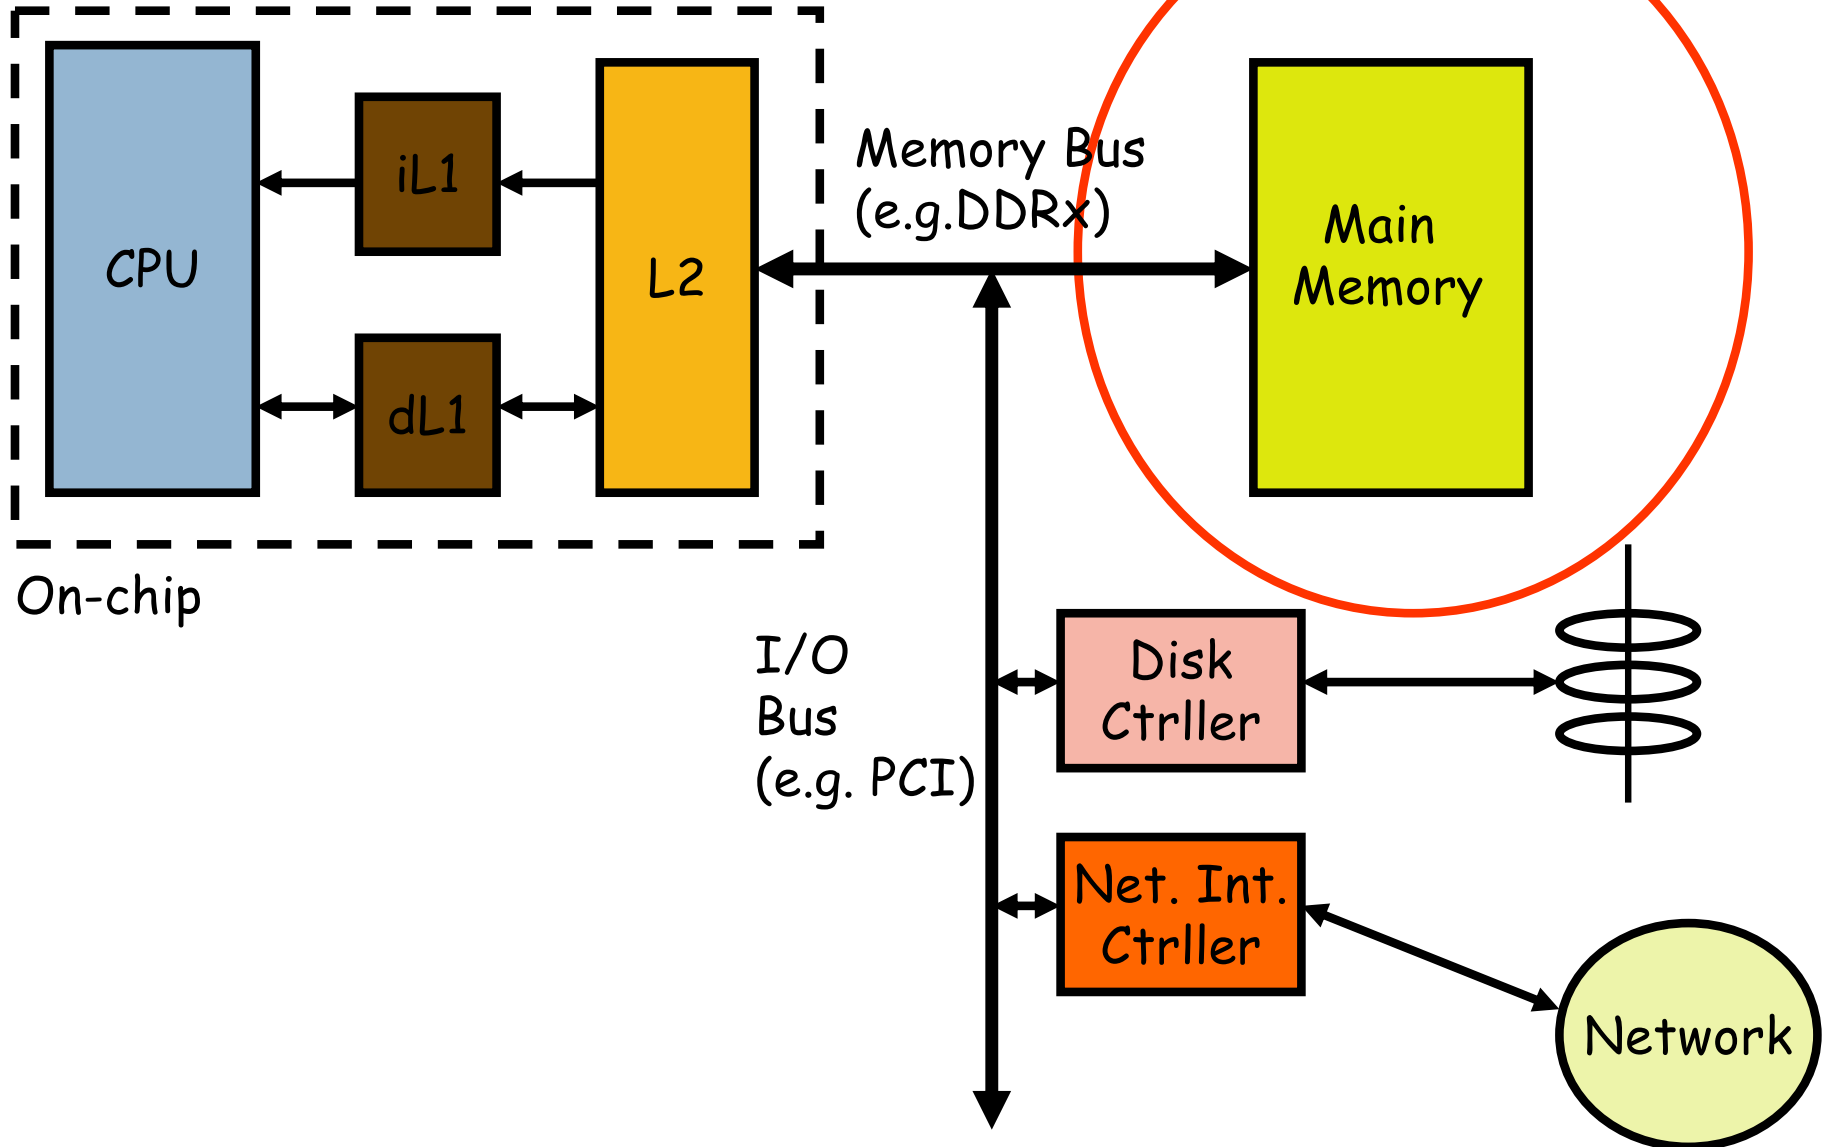 CPU
iL1
dL1
L2
Memory Bus
(e.g.DDRx)
Main
Memory
On-chip
I/O
Bus
(e.g. PCI)
Disk
Ctrller
Net. Int.
Ctrller
Network